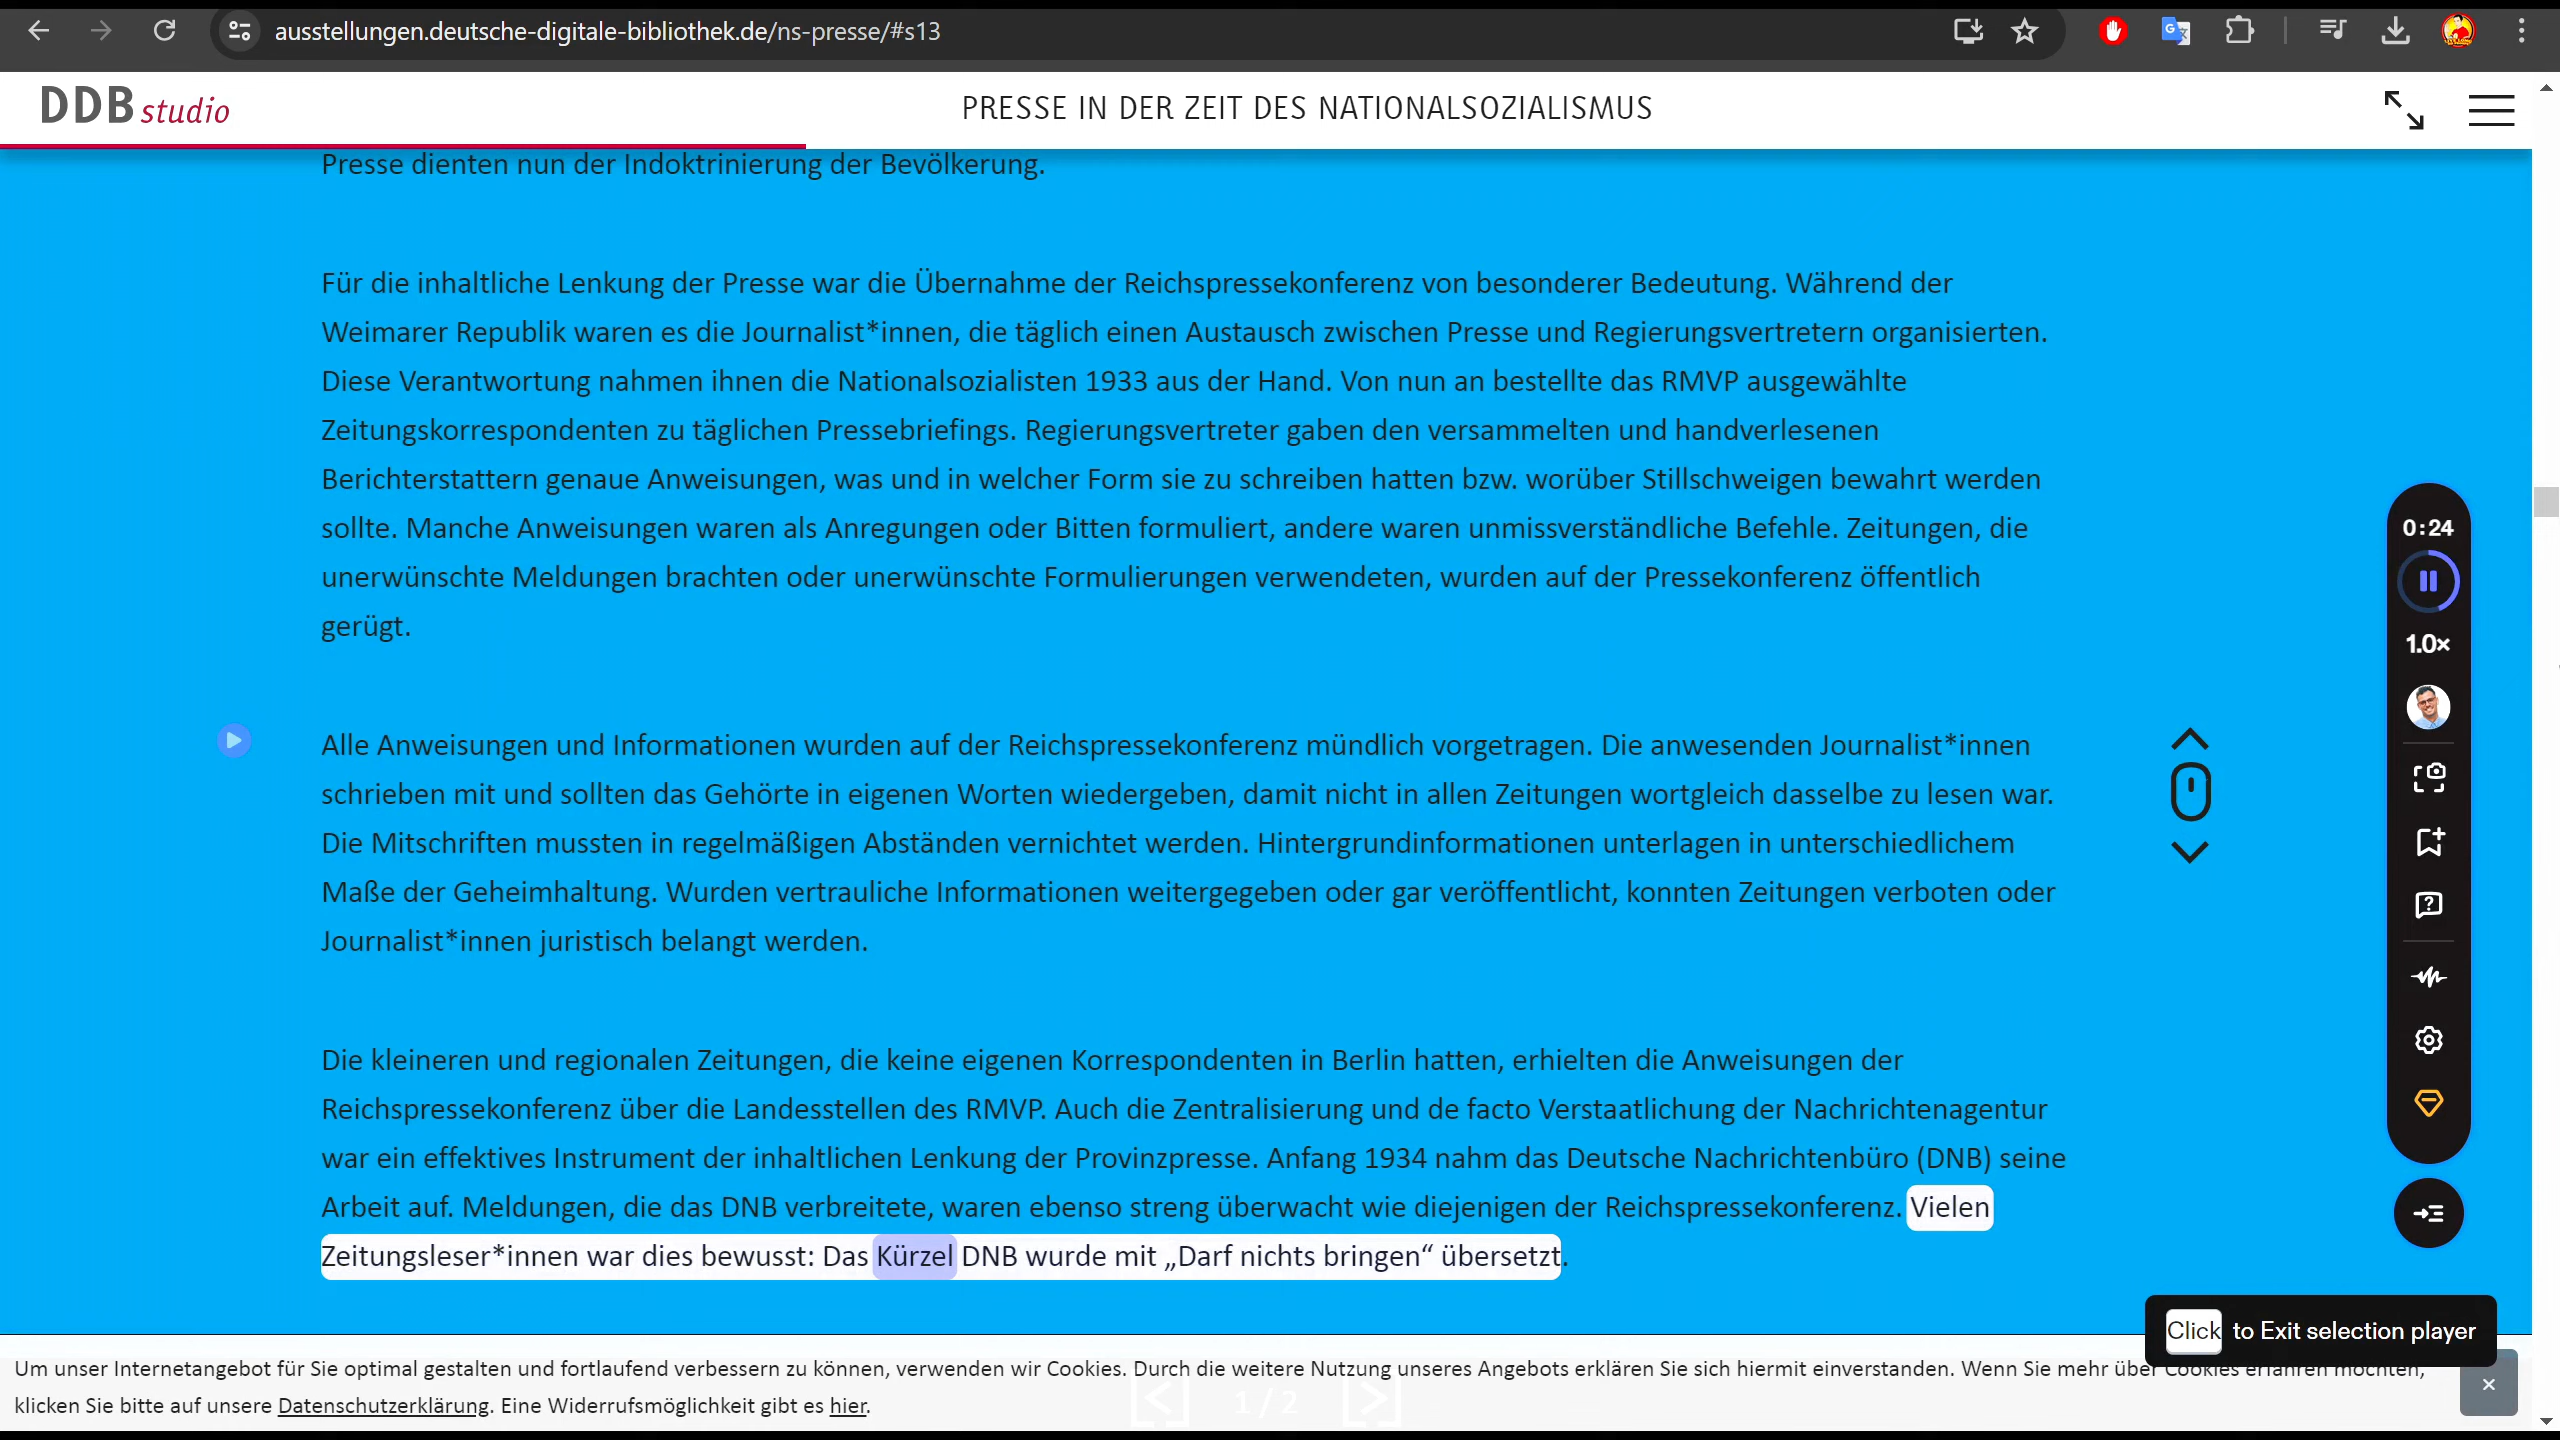 ausstellungen.deutsche-digitale-bibliothek.de/ns-presse/#s13
DDB studio
PRESSE IN DER ZEIT DES NATIONALSOZIALISMUS
Presse dienten nun der Indoktrinierung der Bevölkerung.
Für die inhaltliche Lenkung der Presse war die Übernahme der Reichspressekonferenz von besonderer Bedeutung. Während der
Weimarer Republik waren es die Journalist*innen, die täglich einen Austausch zwischen Presse und Regierungsvertretern organisierten.
Diese Verantwortung nahmen ihnen die Nationalsozialisten 1933 aus der Hand. Von nun an bestellte das RMVP ausgewählte
Zeitungskorrespondenten zu täglichen Pressebriefings. Regierungsvertreter gaben den versammelten und handverlesenen
Berichterstattern genaue Anweisungen, was und in welcher Form sie zu schreiben hatten bzw. worüber Stillschweigen bewahrt werden
sollte. Manche Anweisungen waren als Anregungen oder Bitten formuliert, andere waren unmissverständliche Befehle. Zeitungen, die
unerwünschte Meldungen brachten oder unerwünschte Formulierungen verwendeten, wurden auf der Pressekonferenz öffentlich
gerügt.
Alle Anweisungen und Informationen wurden auf der Reichspressekonferenz mündlich vorgetragen. Die anwesenden Journalist*innen
schrieben mit und sollten das Gehörte in eigenen Worten wiedergeben, damit nicht in allen Zeitungen wortgleich dasselbe zu lesen war.
Die Mitschriften mussten in regelmäßigen Abständen vernichtet werden. Hintergrundinformationen unterlagen in unterschiedlichem
Maße der Geheimhaltung. Wurden vertrauliche Informationen weitergegeben oder gar veröffentlicht, konnten Zeitungen verboten oder
Journalist*innen juristisch belangt werden.
Die kleineren und regionalen Zeitungen, die keine eigenen Korrespondenten in Berlin hatten, erhielten die Anweisungen der
Reichspressekonferenz über die Landesstellen des RMVP. Auch die Zentralisierung und de facto Verstaatlichung der Nachrichtenagentur
war ein effektives Instrument der inhaltlichen Lenkung der Provinzpresse. Anfang 1934 nahm das Deutsche Nachrichtenbüro (DNB) seine
Arbeit auf. Meldungen, die das DNB verbreitete, waren ebenso streng überwacht wie diejenigen der Reichspressekonferenz. Vielen
Zeitungsleser*innen war dies bewusst: Das Kürzel DNB wurde mit „Darf nichts bringen“ übersetzt.
0:24
1.0×
Click to Exit selection player
Um unser Internetangebot für Sie optimal gestalten und fortlaufend verbessern zu können, verwenden wir Cookies. Durch die weitere Nutzung unseres Angebots erklären Sie sich hiermit einverstanden. Wenn Sie mehr über Cookies erfahren möchten,
klicken Sie bitte auf unsere Datenschutzerklärung. Eine Widerrufsmöglichkeit gibt es hier.
1 / 2